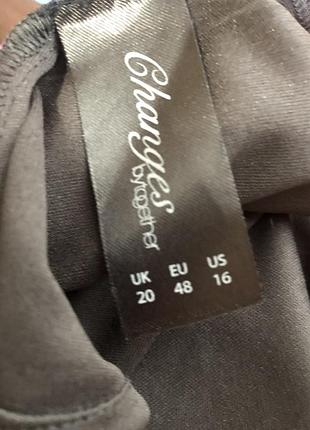 Changes
by together
UK EU US
20 48 16